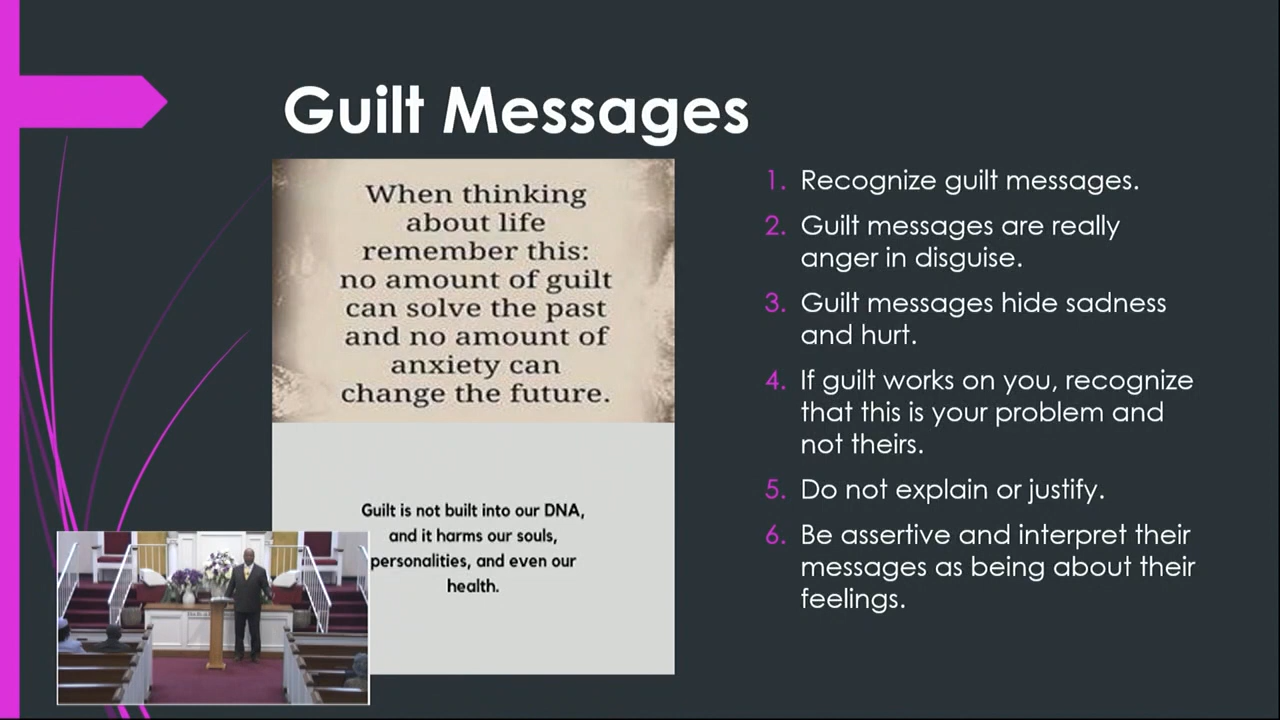 Guilt Messages
When thinking
about life
remember this:
no amount of guilt
can solve the past
and no amount of
anxiety can
change the future.
Guilt is not built into our DNA,
and it harms our souls,
personalities, and even our
health.
1. Recognize guilt messages.
2. Guilt messages are really
anger in disguise.
3. Guilt messages hide sadness
and hurt.
4. If guilt works on you, recognize
that this is your problem and
not theirs.
5. Do not explain or justify.
6. Be assertive and interpret their
messages as being about their
feelings.